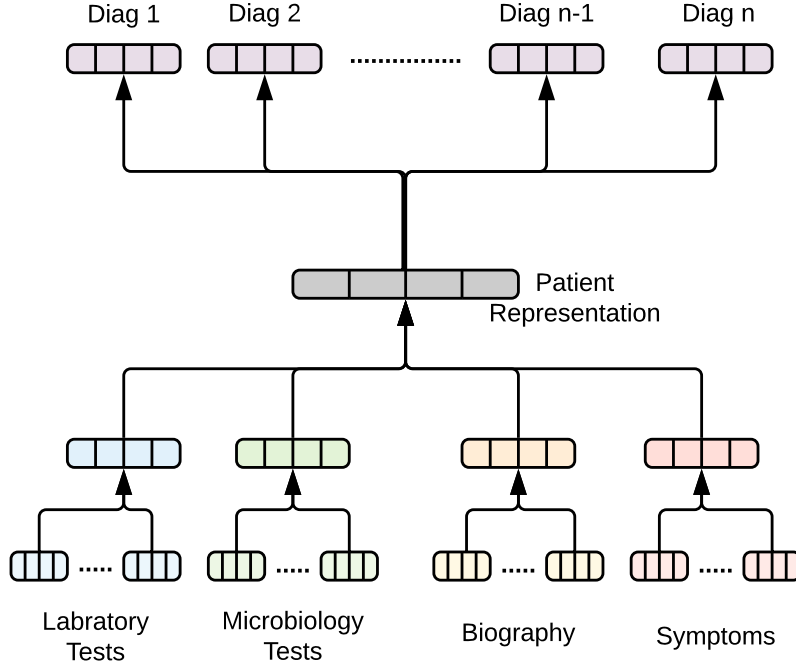 Diag 1
Diag 2
Diag n-1
Diag n
Patient
Representation
Labratory
Tests
Microbiology
Tests
Biography
Symptoms